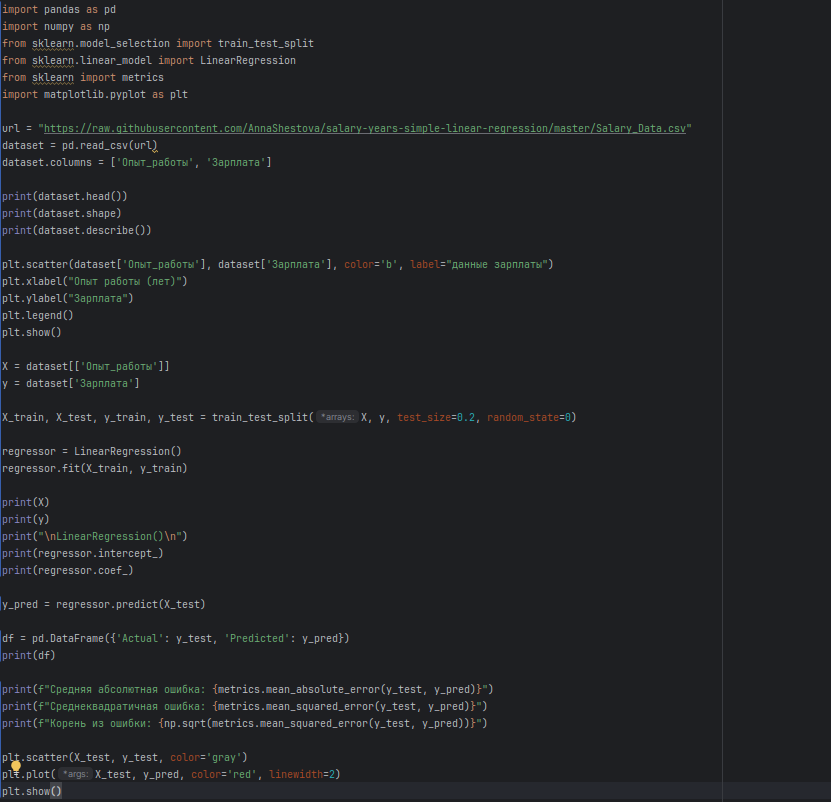 import pandas as pd
import numpy as np
from sklearn.model_selection import train_test_split
from sklearn.linear_model import LinearRegression
from sklearn import metrics
import matplotlib.pyplot as plt
url = "https://raw.githubusercontent.com/AnnaShestova/salary-years-simple-linear-regression/master/Salary_Data.csv"
dataset = pd.read_csv(url)
dataset.columns = ['Опыт_работы', 'Зарплата']
print(dataset.head())
print(dataset.shape)
print(dataset.describe())
plt.scatter(dataset['Опыт_работы'], dataset['Зарплата'], color='b', label="данные зарплаты")
plt.xlabel("Опыт работы (лет)")
plt.ylabel("Зарплата")
plt.legend()
plt.show()
X = dataset[['Опыт_работы']]
y = dataset['Зарплата']
X_train, X_test, y_train, y_test = train_test_split( *arrays: X, y, test_size=0.2, random_state=0)
regressor = LinearRegression()
regressor.fit(X_train, y_train)
print(X)
print(y)
print("\nLinearRegression()\n")
print(regressor.intercept_)
print(regressor.coef_)
y_pred = regressor.predict(X_test)
df = pd.DataFrame({'Actual': y_test, 'Predicted': y_pred})
print(df)
print(f"Средняя абсолютная ошибка: {metrics.mean_absolute_error(y_test, y_pred)}")
print(f"Среднеквадратичная ошибка: {metrics.mean_squared_error(y_test, y_pred)}")
print(f"Корень из ошибки: {np.sqrt(metrics.mean_squared_error(y_test, y_pred))}")
plt.scatter(X_test, y_test, color='gray')
plt.plot( *args: X_test, y_pred, color='red', linewidth=2)
plt.show()